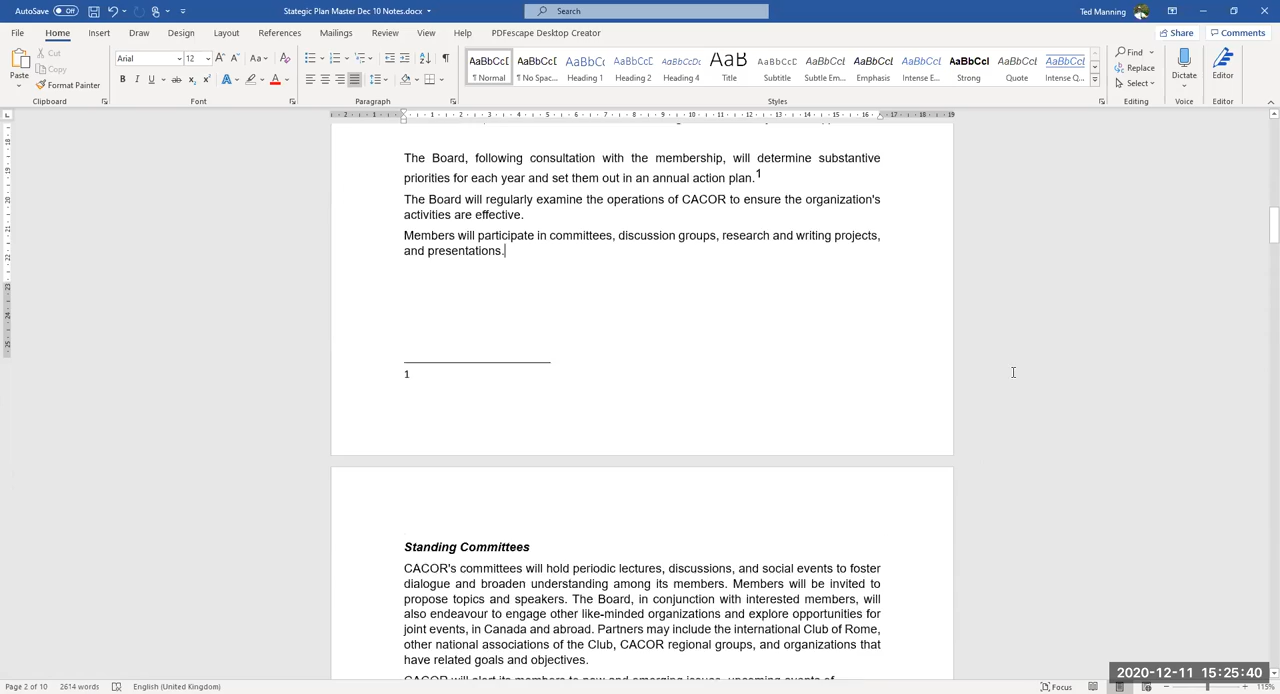 AutoSave Off Stategic Plan Master Dec 10 Notes.docx Search Ted Manning
File Home Insert Draw Design Layout References Mailings Review View Help PDFescape Desktop Creator Share Comments
Paste Cut Copy Format Painter
Arial 12
AaBbCcI AaBbCcI AaBbC( AaBbCcD AaBbCcDc AaB AaBbCcC AaBbCcl AaBbCcl AaBbCcl AaBbCcI AaBbCcl AaBbCcl
¶ Normal ¶ No Spac... Heading 1 Heading 2 Heading 4 Title Subtitle Subtle Em... Emphasis Intense E... Strong Quote Intense Q...
Find Replace Select Dictate Editor
Clipboard Font Paragraph Styles Editing Voice Editor
The Board, following consultation with the membership, will determine substantive
priorities for each year and set them out in an annual action plan.1
The Board will regularly examine the operations of CACOR to ensure the organization's
activities are effective.
Members will participate in committees, discussion groups, research and writing projects,
and presentations.
1
Standing Committees
CACOR's committees will hold periodic lectures, discussions, and social events to foster
dialogue and broaden understanding among its members. Members will be invited to
propose topics and speakers. The Board, in conjunction with interested members, will
also endeavour to engage other like-minded organizations and explore opportunities for
joint events, in Canada and abroad. Partners may include the international Club of Rome,
other national associations of the Club, CACOR regional groups, and organizations that
have related goals and objectives.
CACOR will alert its members to new and emerging issues, upcoming events of
2020-12-11 15:25:40
Page 2 of 10 2614 words English (United Kingdom) Focus 115%